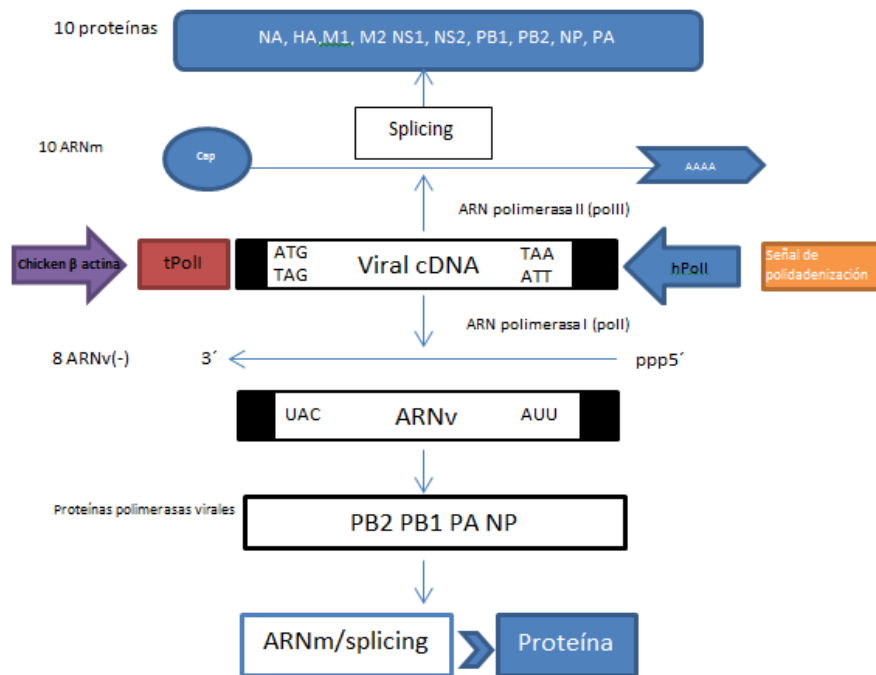 10 proteínas
NA, HA,M1, M2 NS1, NS2, PB1, PB2, NP, PA
Splicing
10 ARNm
Cap
AAAA
ARN polimerasa II (polII)
Chicken β actina
tPolI
ATG
TAG
Viral cDNA
TAA
ATT
hPolI
Señal de
polidadenización
ARN polimerasa I (polI)
8 ARNv(-)
3´
ppp5´
UAC
ARNv
AUU
Proteínas polimerasas virales
PB2 PB1 PA NP
ARNm/splicing
Proteína